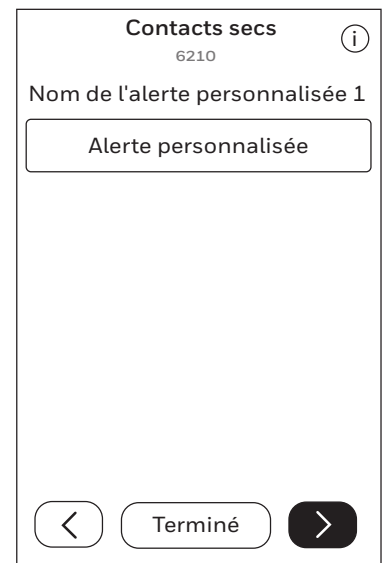 Contacts secs
i
6210
Nom de l'alerte personnalisée 1
Alerte personnalisée
Terminé